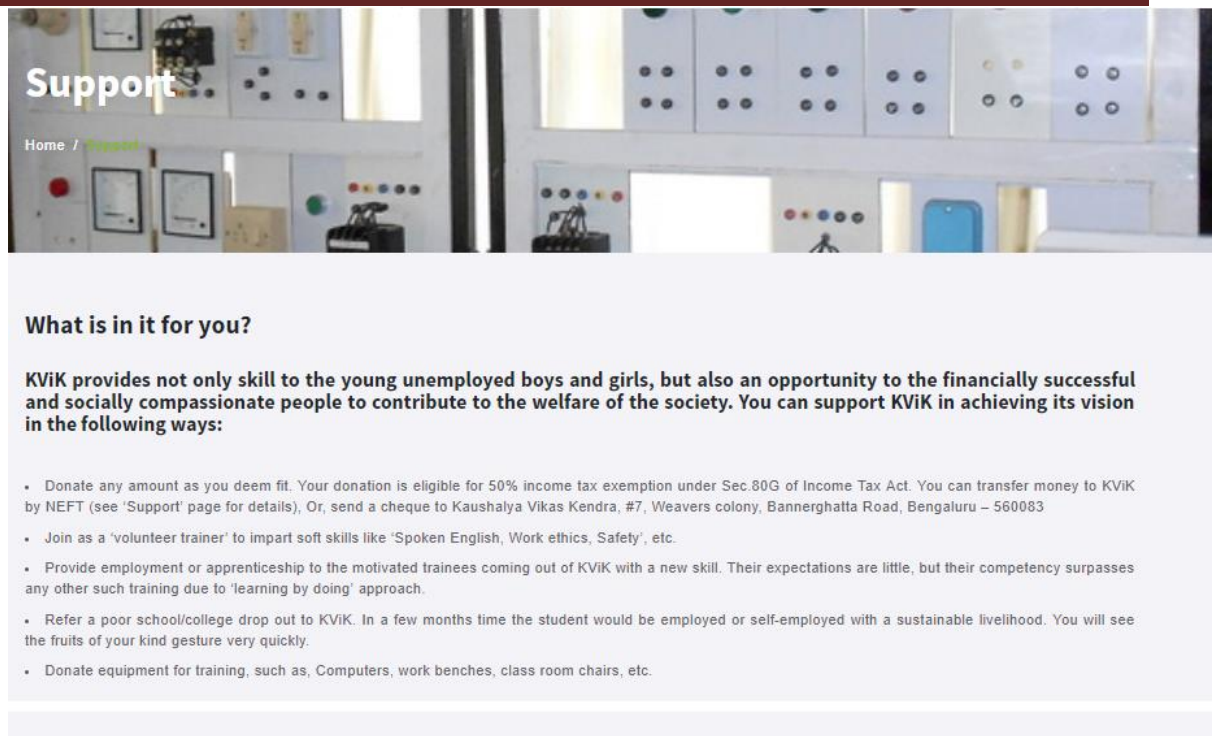 Support
Home / Support
What is in it for you?
KViK provides not only skill to the young unemployed boys and girls, but also an opportunity to the financially successful
and socially compassionate people to contribute to the welfare of the society. You can support KViK in achieving its vision
in the following ways:
• Donate any amount as you deem fit. Your donation is eligible for 50% income tax exemption under Sec.80G of Income Tax Act. You can transfer money to KViK
by NEFT (see ‘Support’ page for details), Or, send a cheque to Kaushalya Vikas Kendra, #7, Weavers colony, Bannerghatta Road, Bengaluru – 560083
• Join as a ‘volunteer trainer’ to impart soft skills like ‘Spoken English, Work ethics, Safety’, etc.
• Provide employment or apprenticeship to the motivated trainees coming out of KViK with a new skill. Their expectations are little, but their competency surpasses
any other such training due to ‘learning by doing’ approach.
• Refer a poor school/college drop out to KViK. In a few months time the student would be employed or self-employed with a sustainable livelihood. You will see
the fruits of your kind gesture very quickly.
• Donate equipment for training, such as, Computers, work benches, class room chairs, etc.